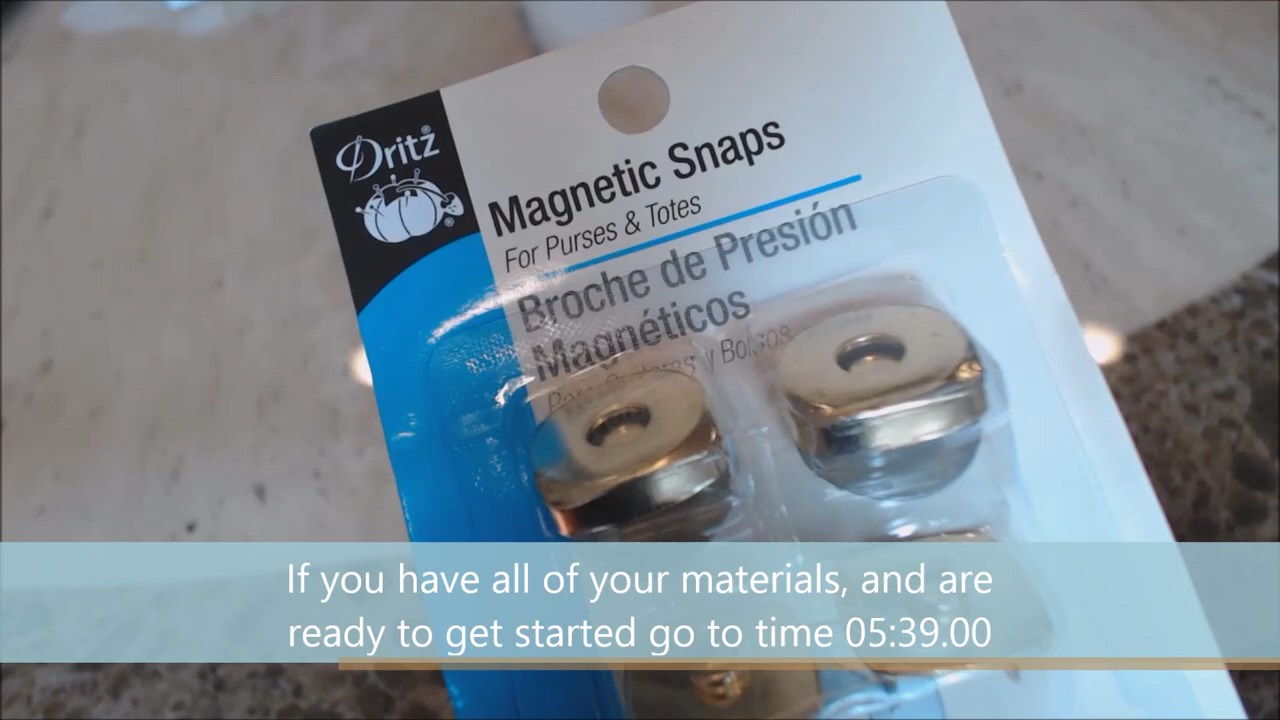 Dritz
Magnetic Snaps
For Purses & Totes
Broche de Presión
Magnéticos
y Bolsos
If you have all of your materials, and are
ready to get started go to time 05:39.00